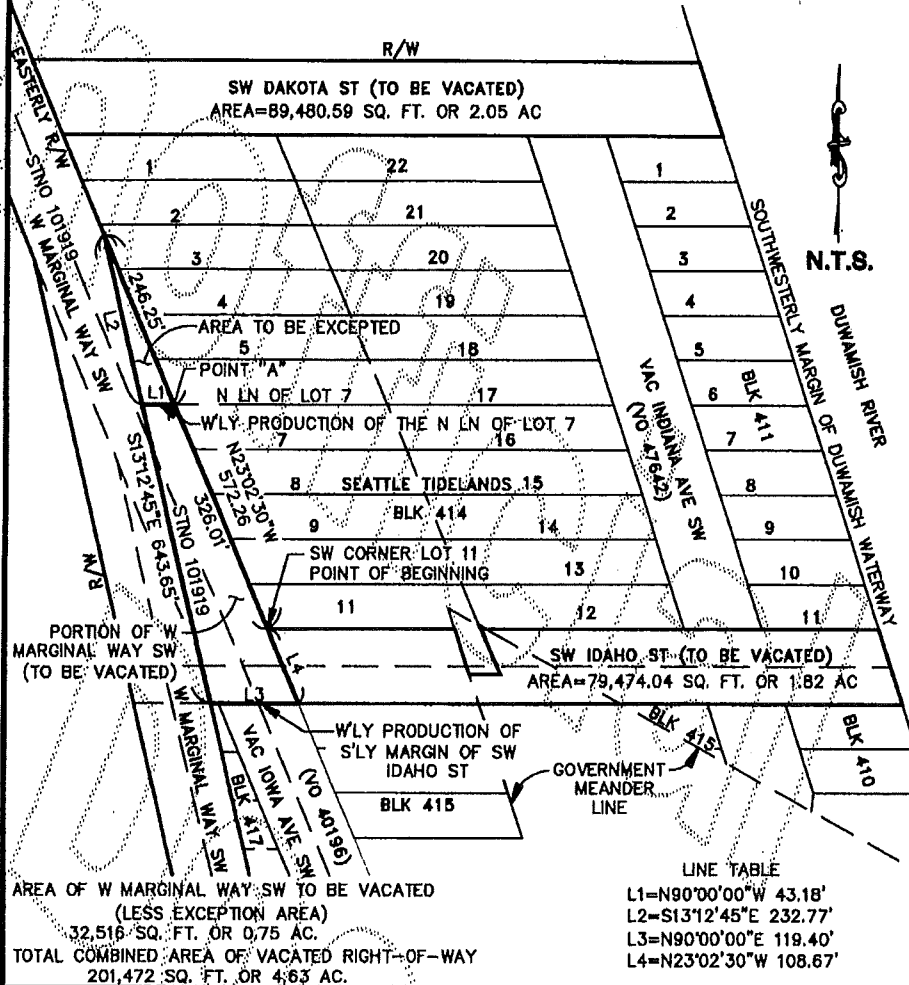 R/W
SW DAKOTA ST (TO BE VACATED)
AREA=89,480.59 SQ. FT. OR 2.05 AC
EASTERLY R/W
STNO 101919
W MARGINAL WAY SW
N.T.S.
1
22
1
2
21
2
3
20
3
4
19
4
5
18
5
SOUTHWESTERLY MARGIN OF DUWAMISH WATERWAY
DUWAMISH RIVER
246.25'
L2
AREA TO BE EXCEPTED
POINT "A"
L1
N LN OF LOT 7
17
6
BLK 411
W'LY PRODUCTION OF THE N LN OF LOT 7
VAC INDIANA AVE SW
(VO 47642)
7
16
7
S13°12'45"E 643.65'
N23°02'30"W
572.26
326.01'
STNO 101919
8
SEATTLE TIDELANDS
15
8
BLK 414
9
14
9
R/W
SW CORNER LOT 11
POINT OF BEGINNING
13
10
11
12
11
PORTION OF W
MARGINAL WAY SW
(TO BE VACATED)
L4
SW IDAHO ST (TO BE VACATED)
AREA=79,474.04 SQ. FT. OR 1.82 AC
L3
W MARGINAL WAY SW
BLK 417
VAC IOWA AVE SW
(VO 40196)
W'LY PRODUCTION OF
S'LY MARGIN OF SW
IDAHO ST
BLK 415
BLK 415
BLK 410
GOVERNMENT
MEANDER
LINE
AREA OF W MARGINAL WAY SW TO BE VACATED
(LESS EXCEPTION AREA)
32,516 SQ. FT. OR 0.75 AC.
TOTAL COMBINED AREA OF VACATED RIGHT-OF-WAY
201,472 SQ. FT. OR 4.63 AC.
LINE TABLE
L1=N90°00'00"W 43.18'
L2=S13°12'45"E 232.77'
L3=N90°00'00"E 119.40'
L4=N23°02'30"W 108.67'